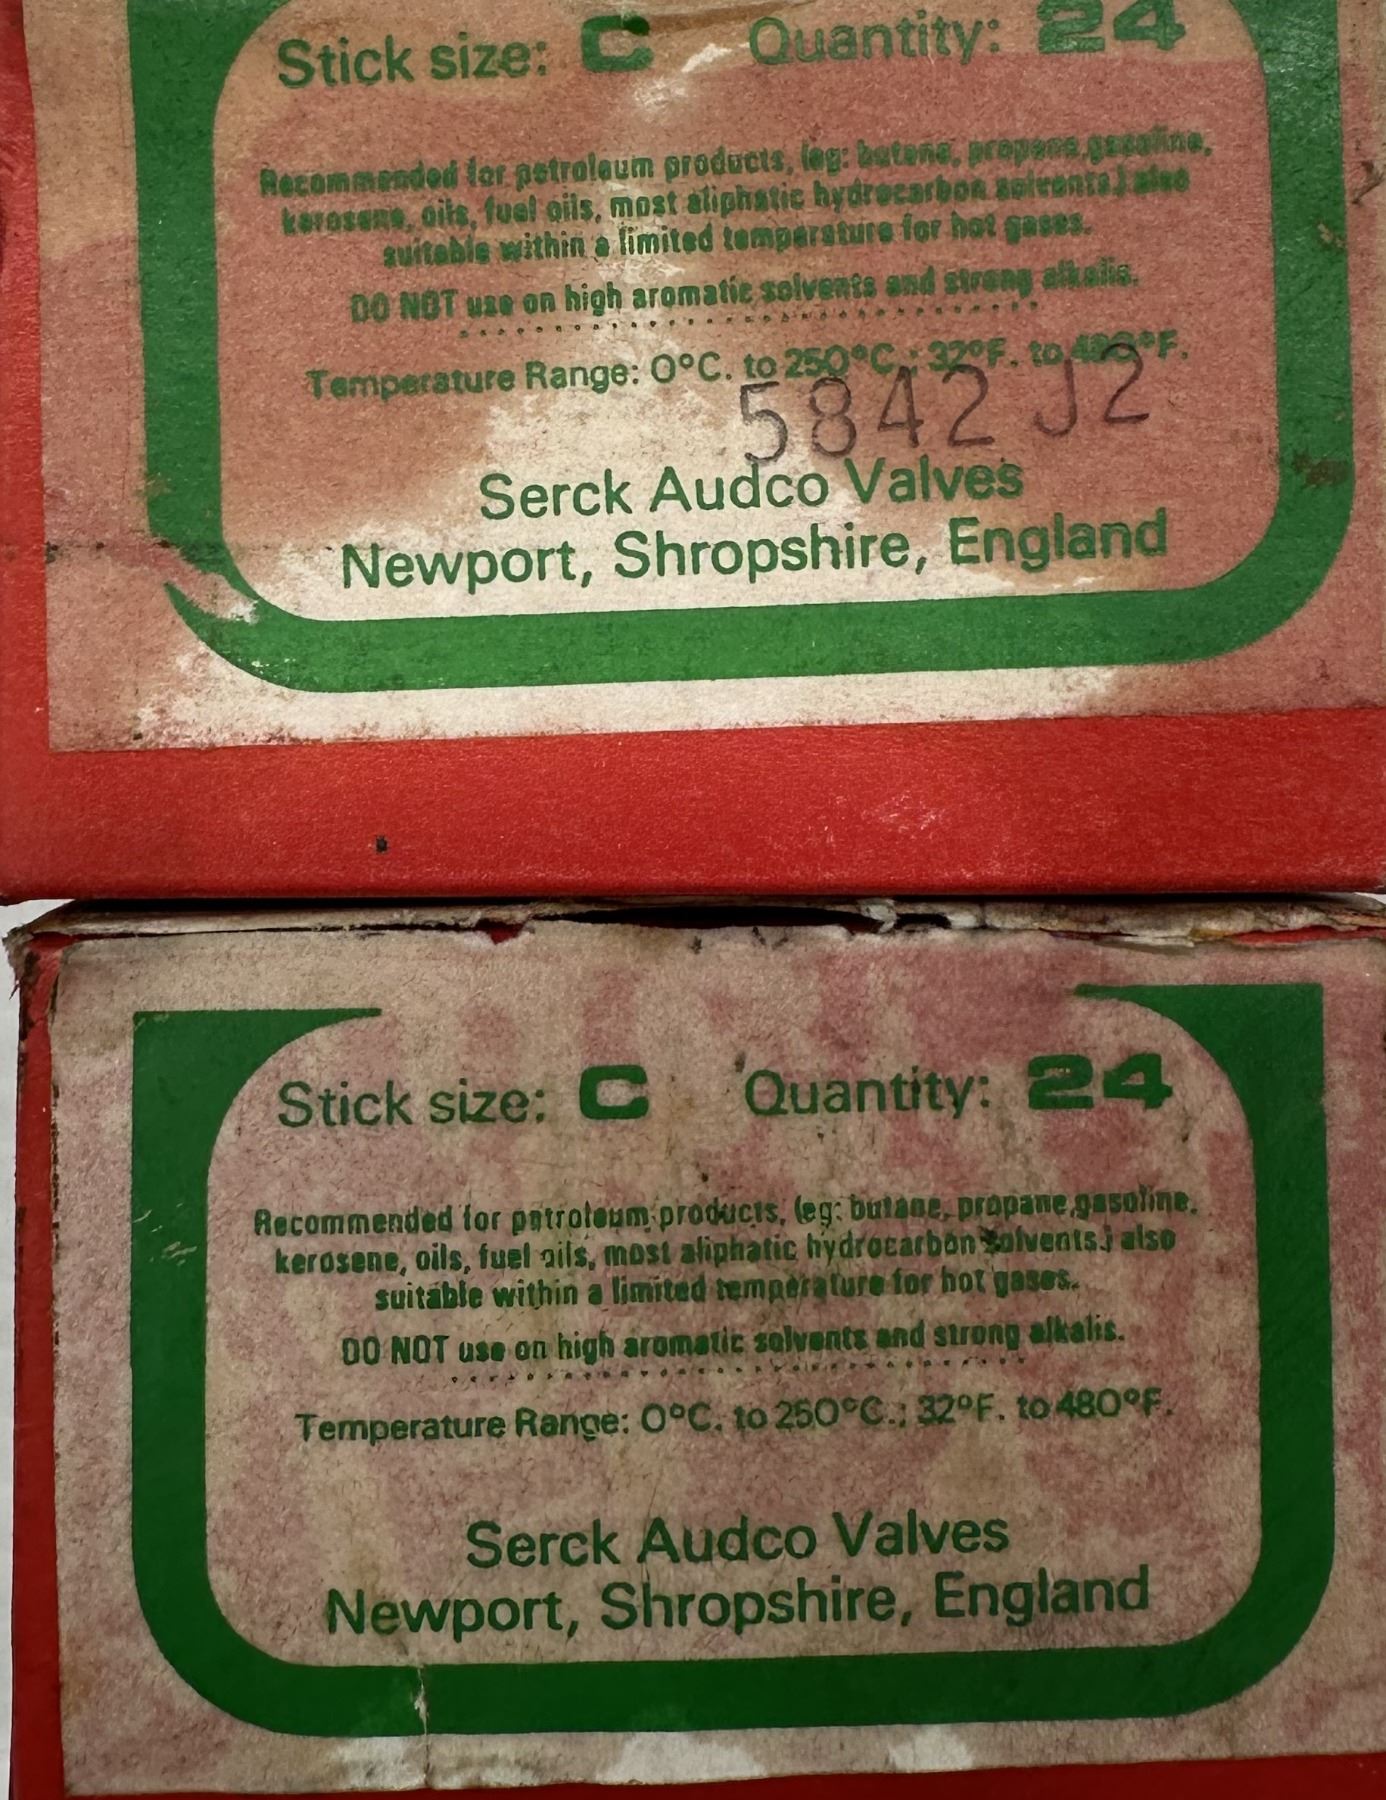 Stick size: C Quantity: 24
Recommended for petroleum products, (eg: butane, propane, gasoline,
kerosene, oils, fuel oils, most aliphatic hydrocarbon solvents.) also
suitable within a limited temperature for hot gases.
DO NOT use on high aromatic solvents and strong alkalis.
Temperature Range: 0°C. to 250°C.; 32°F. to 480°F.
5842 J2
Serck Audco Valves
Newport, Shropshire, England
Stick size: C Quantity: 24
Recommended for petroleum products, (eg: butane, propane, gasoline,
kerosene, oils, fuel oils, most aliphatic hydrocarbon solvents.) also
suitable within a limited temperature for hot gases.
DO NOT use on high aromatic solvents and strong alkalis.
Temperature Range: 0°C. to 250°C.; 32°F. to 480°F.
Serck Audco Valves
Newport, Shropshire, England